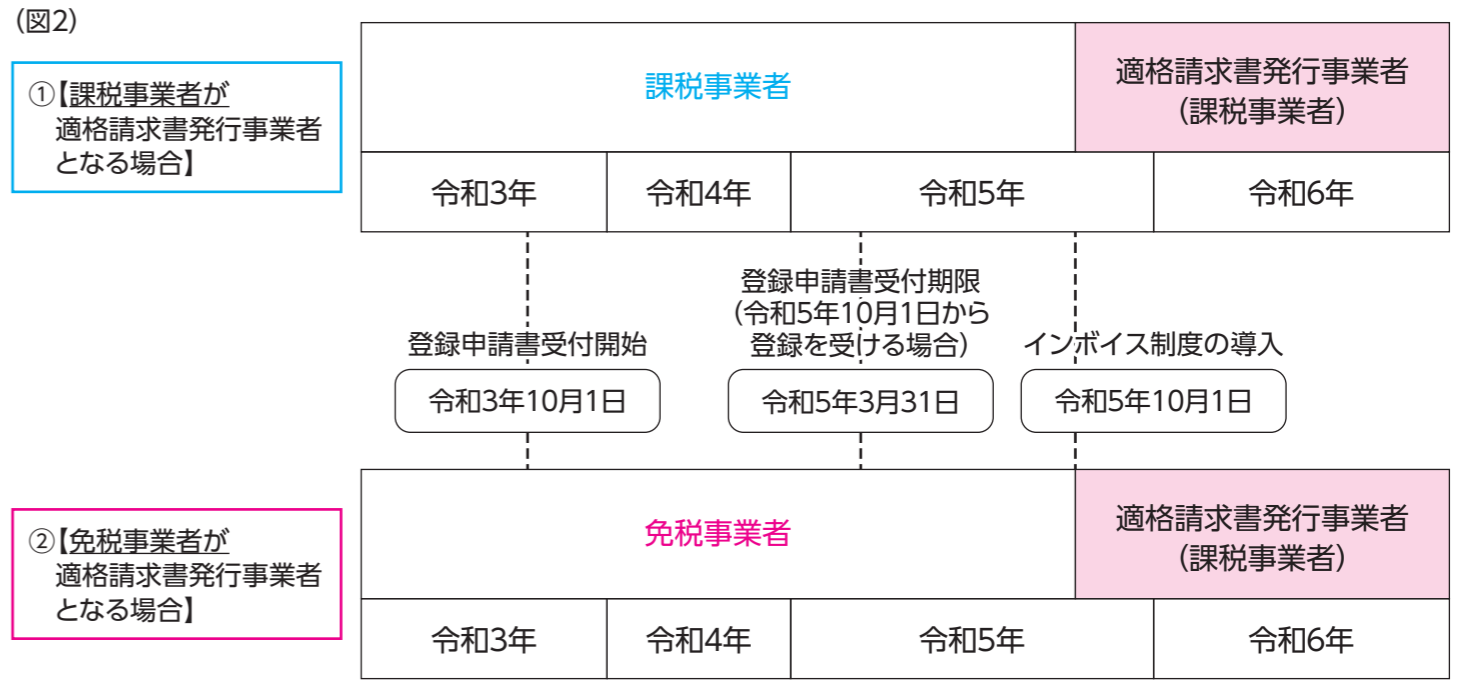 (図2)
①【課税事業者が
適格請求書発行事業者
となる場合】
課税事業者
適格請求書発行事業者
(課税事業者)
令和3年
令和4年
令和5年
令和6年
登録申請書受付開始
令和3年10月1日
登録申請書受付期限
(令和5年10月1日から
登録を受ける場合)
令和5年3月31日
インボイス制度の導入
令和5年10月1日
②【免税事業者が
適格請求書発行事業者
となる場合】
免税事業者
適格請求書発行事業者
(課税事業者)
令和3年
令和4年
令和5年
令和6年